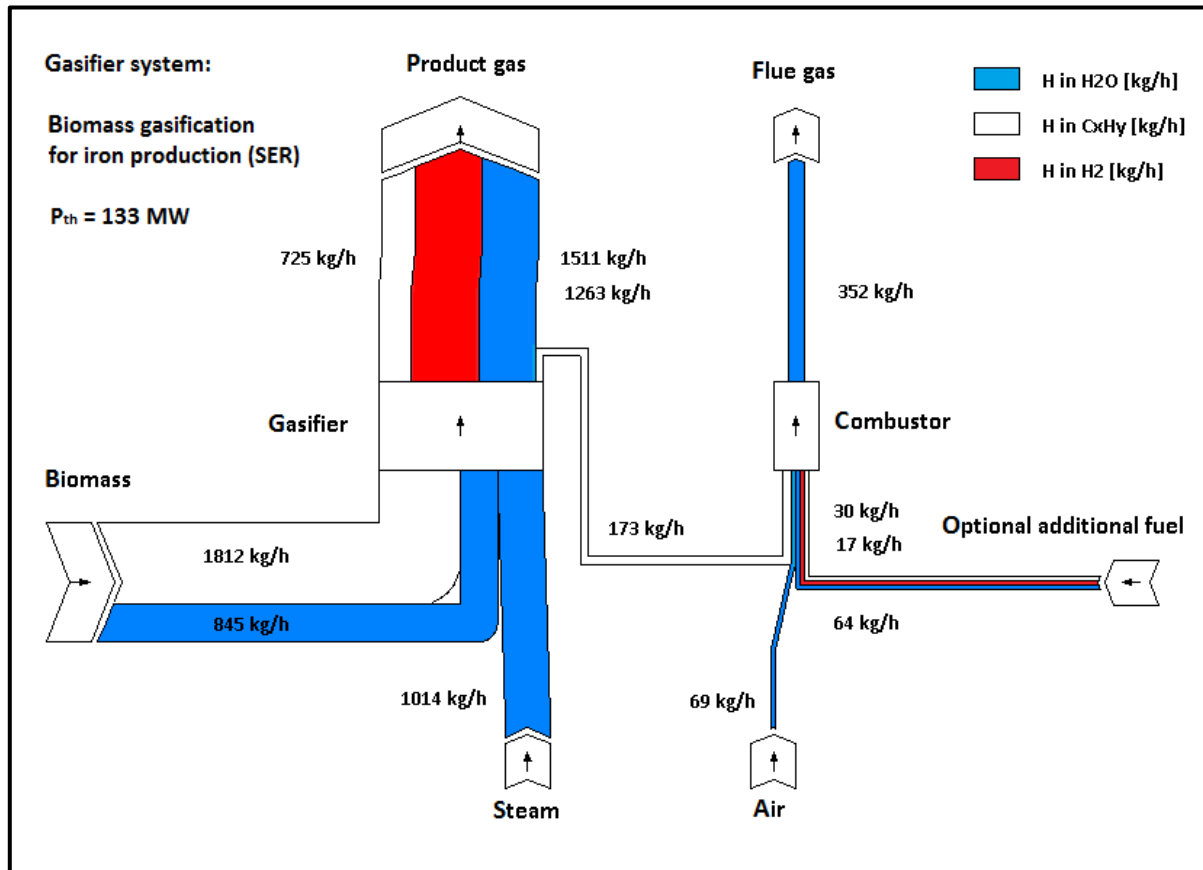 Gasifier system:
Biomass gasification
for iron production (SER)
Pth = 133 MW
Product gas
Flue gas
H in H2O [kg/h]
H in CxHy [kg/h]
H in H2 [kg/h]
725 kg/h
1511 kg/h
1263 kg/h
352 kg/h
Gasifier
Combustor
Biomass
1812 kg/h
845 kg/h
173 kg/h
30 kg/h
17 kg/h
Optional additional fuel
64 kg/h
1014 kg/h
69 kg/h
Steam
Air